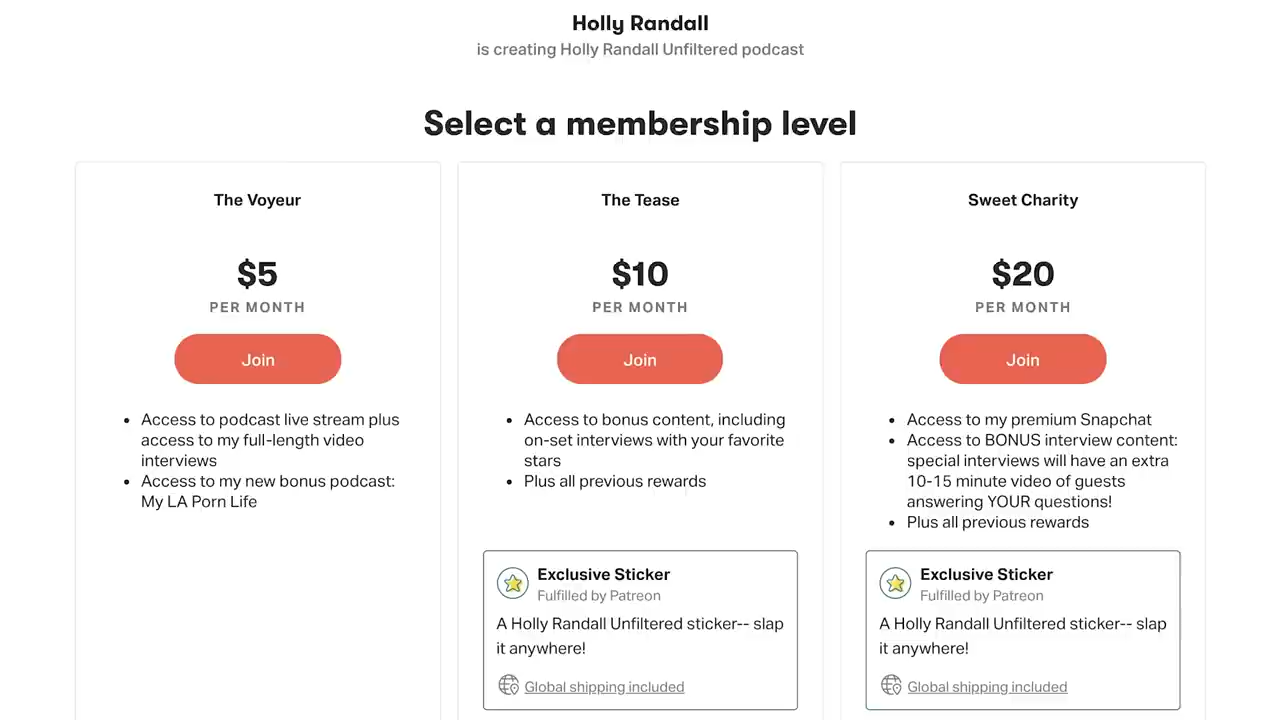 Holly Randall
is creating Holly Randall Unfiltered podcast
Select a membership level
The Voyeur
$5
PER MONTH
Join
• Access to podcast live stream plus
access to my full-length video
interviews
• Access to my new bonus podcast:
My LA Porn Life
The Tease
$10
PER MONTH
Join
• Access to bonus content, including
on-set interviews with your favorite
stars
• Plus all previous rewards
Exclusive Sticker
Fulfilled by Patreon
A Holly Randall Unfiltered sticker-- slap
it anywhere!
Global shipping included
Sweet Charity
$20
PER MONTH
Join
• Access to my premium Snapchat
• Access to BONUS interview content:
special interviews will have an extra
10-15 minute video of guests
answering YOUR questions!
• Plus all previous rewards
Exclusive Sticker
Fulfilled by Patreon
A Holly Randall Unfiltered sticker-- slap
it anywhere!
Global shipping included